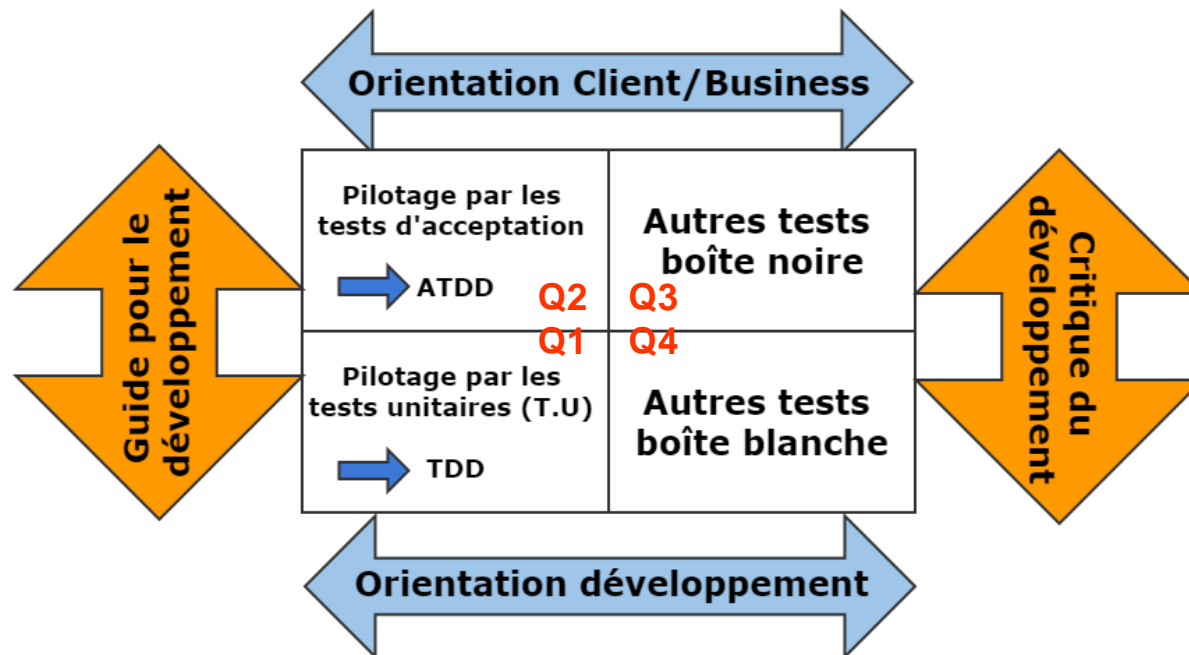 Orientation Client/Business
Guide pour le
développement
Pilotage par les
tests d'acceptation
ATDD
Q2
Autres tests
boîte noire
Q3
Q1
Pilotage par les
tests unitaires (T.U)
TDD
Q4
Autres tests
boîte blanche
Critique du
développement
Orientation développement